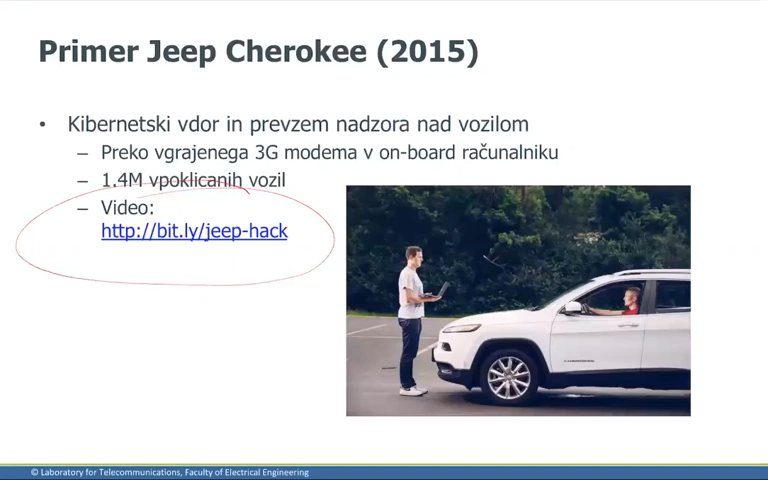 Primer Jeep Cherokee (2015)
• Kibernetski vdor in prevzem nadzora nad vozilom
– Preko vgrajenega 3G modema v on-board računalniku
– 1.4M vpoklicanih vozil
– Video:
http://bit.ly/jeep-hack
© Laboratory for Telecommunications, Faculty of Electrical Engineering